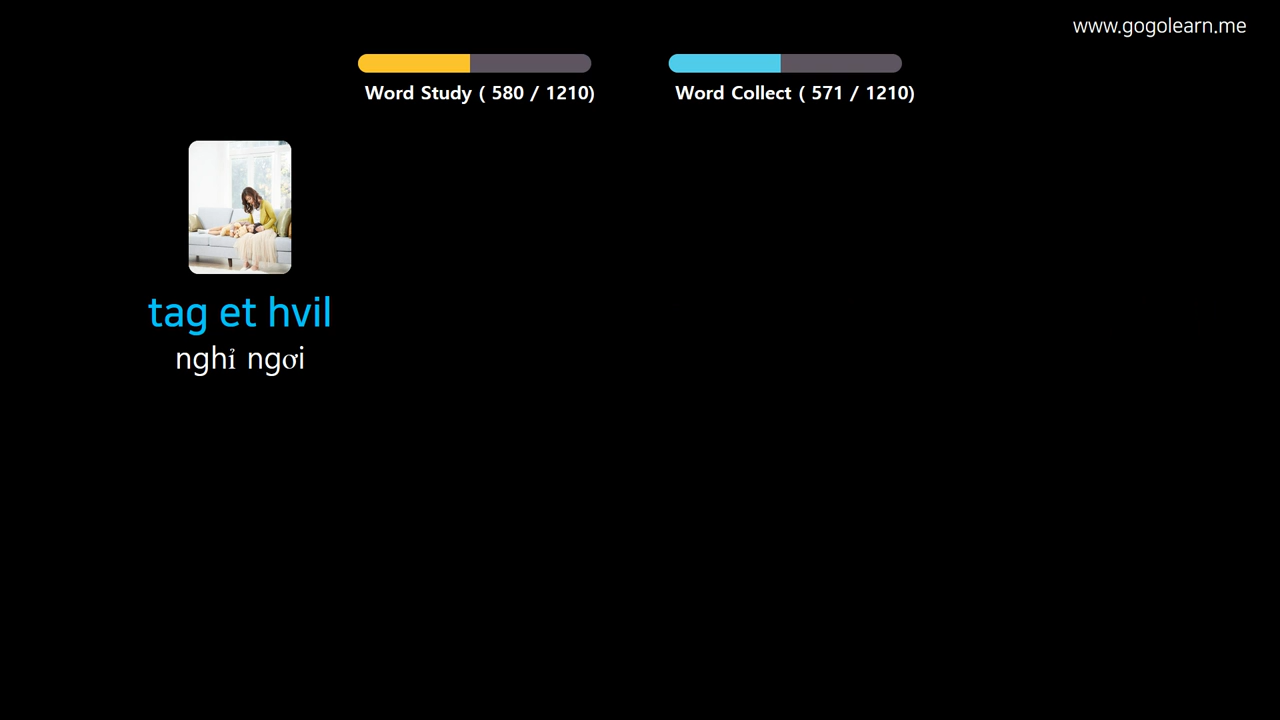 www.gogolearn.me
Word Study ( 580 / 1210)
Word Collect ( 571 / 1210)
tag et hvil
nghỉ ngơi